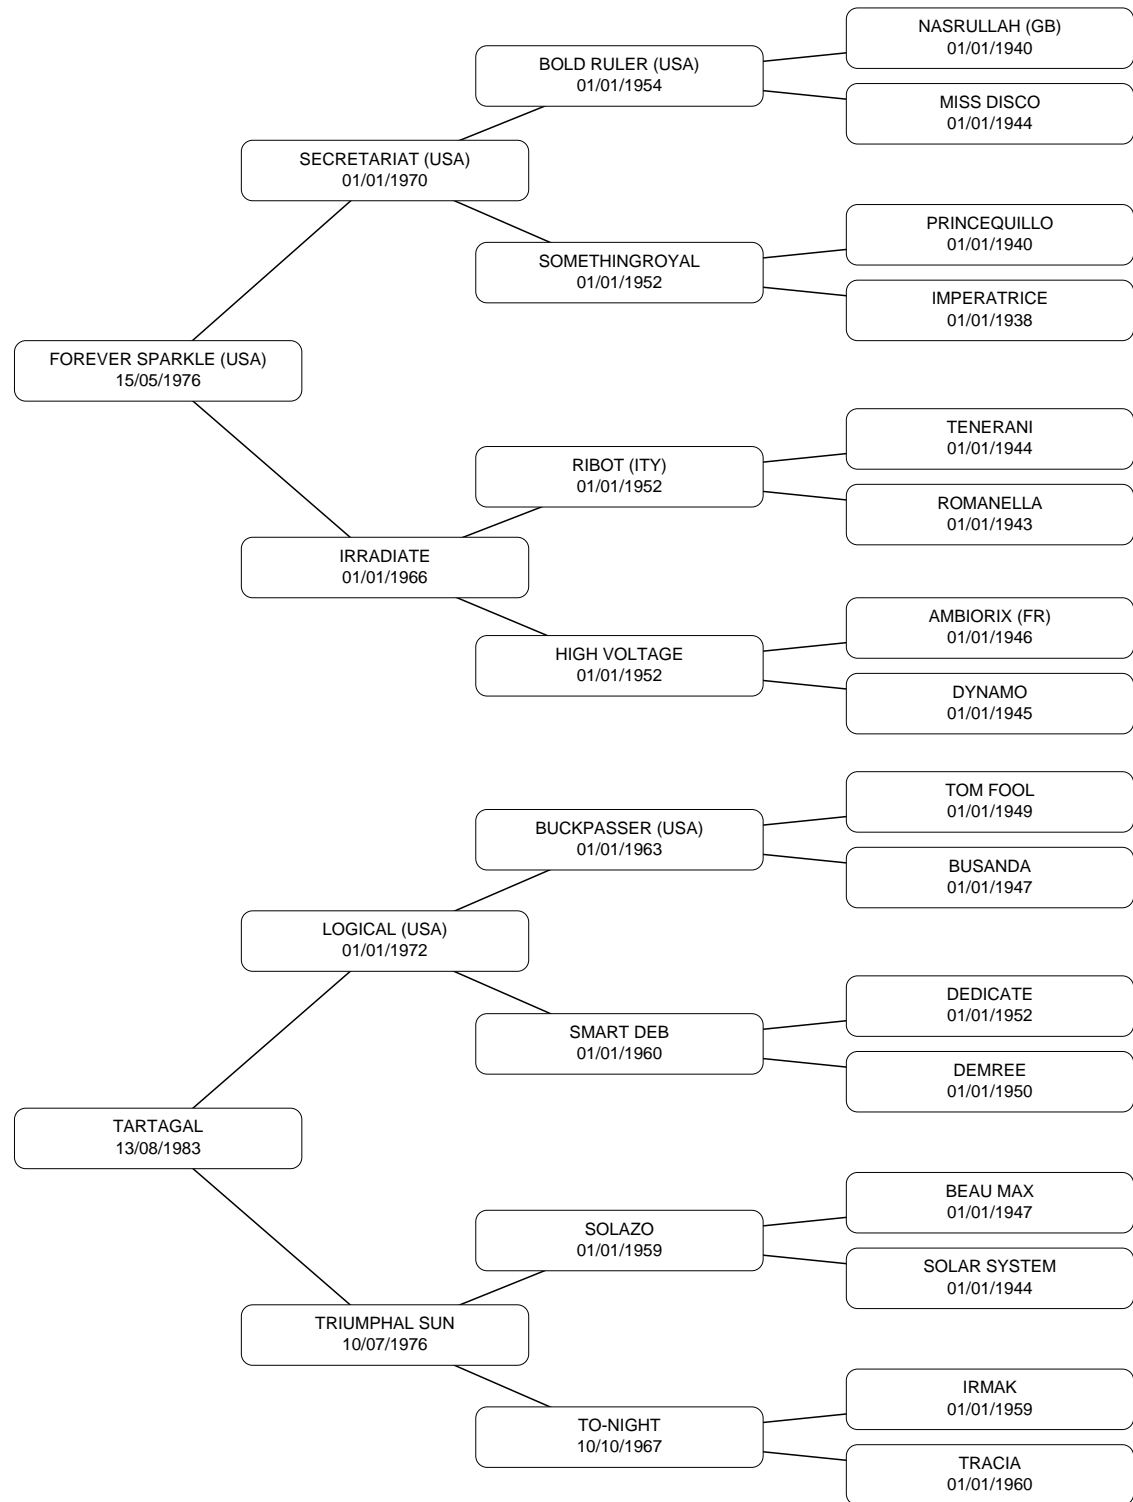 NASRULLAH (GB)
01/01/1940
BOLD RULER (USA)
01/01/1954
MISS DISCO
01/01/1944
SECRETARIAT (USA)
01/01/1970
PRINCEQUILLO
01/01/1940
SOMETHINGROYAL
01/01/1952
IMPERATRICE
01/01/1938
FOREVER SPARKLE (USA)
15/05/1976
TENERANI
01/01/1944
RIBOT (ITY)
01/01/1952
ROMANELLA
01/01/1943
IRRADIATE
01/01/1966
AMBIORIX (FR)
01/01/1946
HIGH VOLTAGE
01/01/1952
DYNAMO
01/01/1945
TOM FOOL
01/01/1949
BUCKPASSER (USA)
01/01/1963
BUSANDA
01/01/1947
LOGICAL (USA)
01/01/1972
DEDICATE
01/01/1952
SMART DEB
01/01/1960
DEMREE
01/01/1950
TARTAGAL
13/08/1983
BEAU MAX
01/01/1947
SOLAZO
01/01/1959
SOLAR SYSTEM
01/01/1944
TRIUMPHAL SUN
10/07/1976
IRMAK
01/01/1959
TO-NIGHT
10/10/1967
TRACIA
01/01/1960